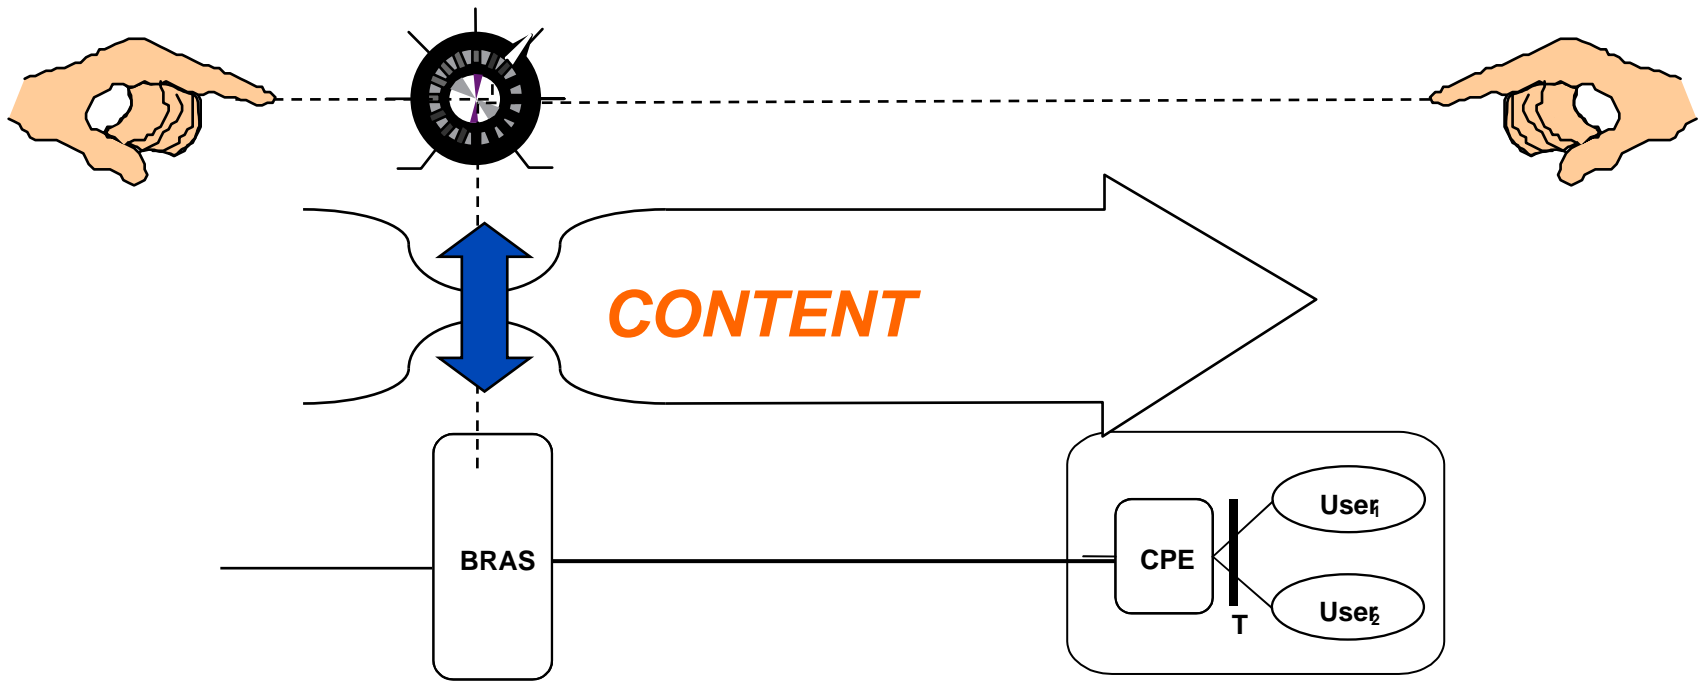 CONTENT
BRAS
CPE
T
User1
User2